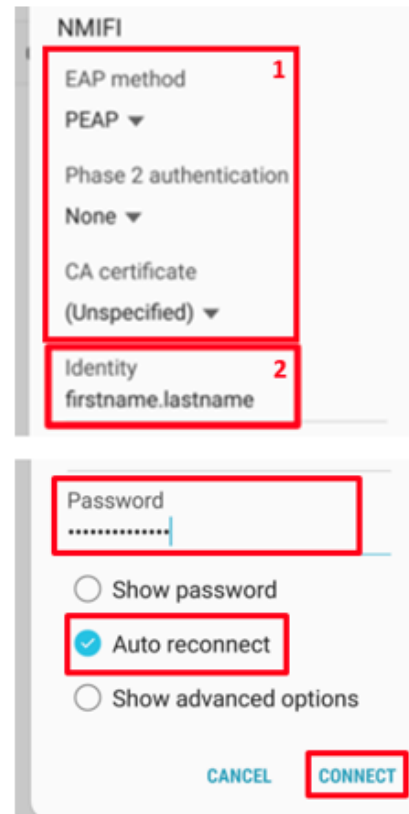 NMIFI
EAP method 1
PEAP
Phase 2 authentication
None
CA certificate
(Unspecified)
Identity 2
firstname.lastname
Password
••••••••••••••
Show password
Auto reconnect
Show advanced options
CANCEL CONNECT